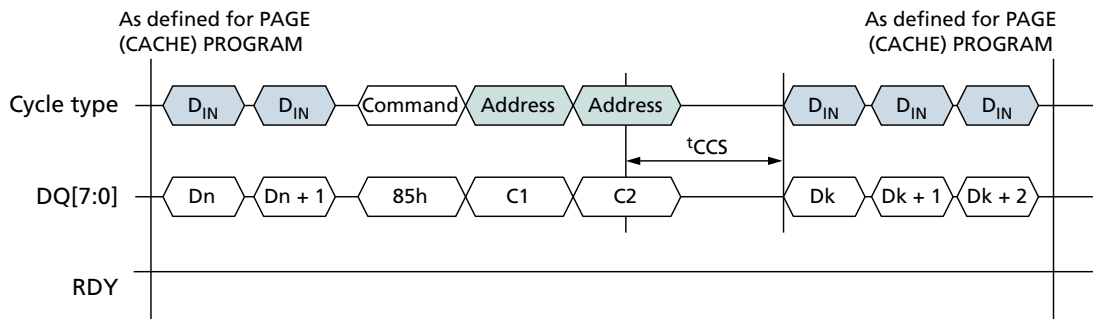 As defined for PAGE
(CACHE) PROGRAM
As defined for PAGE
(CACHE) PROGRAM
Cycle type
DIN
DIN
Command
Address
Address
DIN
DIN
DIN
tCCS
DQ[7:0]
Dn
Dn + 1
85h
C1
C2
Dk
Dk + 1
Dk + 2
RDY